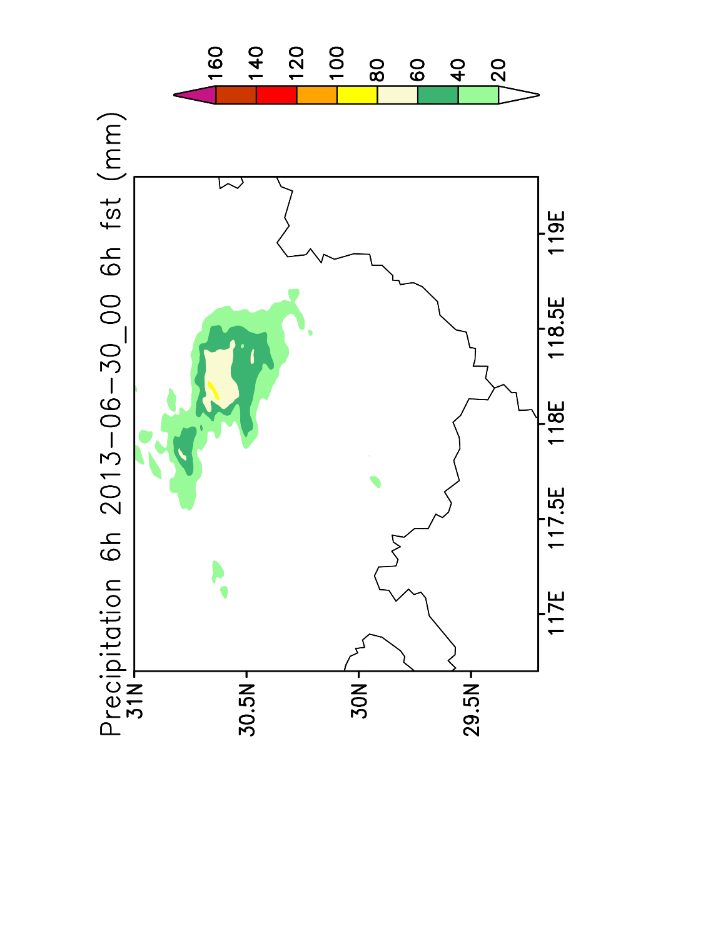 Precipitation 6h 2013-06-30_00 6h fst (mm)
31N
30.5N
30N
29.5N
117E
117.5E
118E
118.5E
119E
160
140
120
100
80
60
40
20